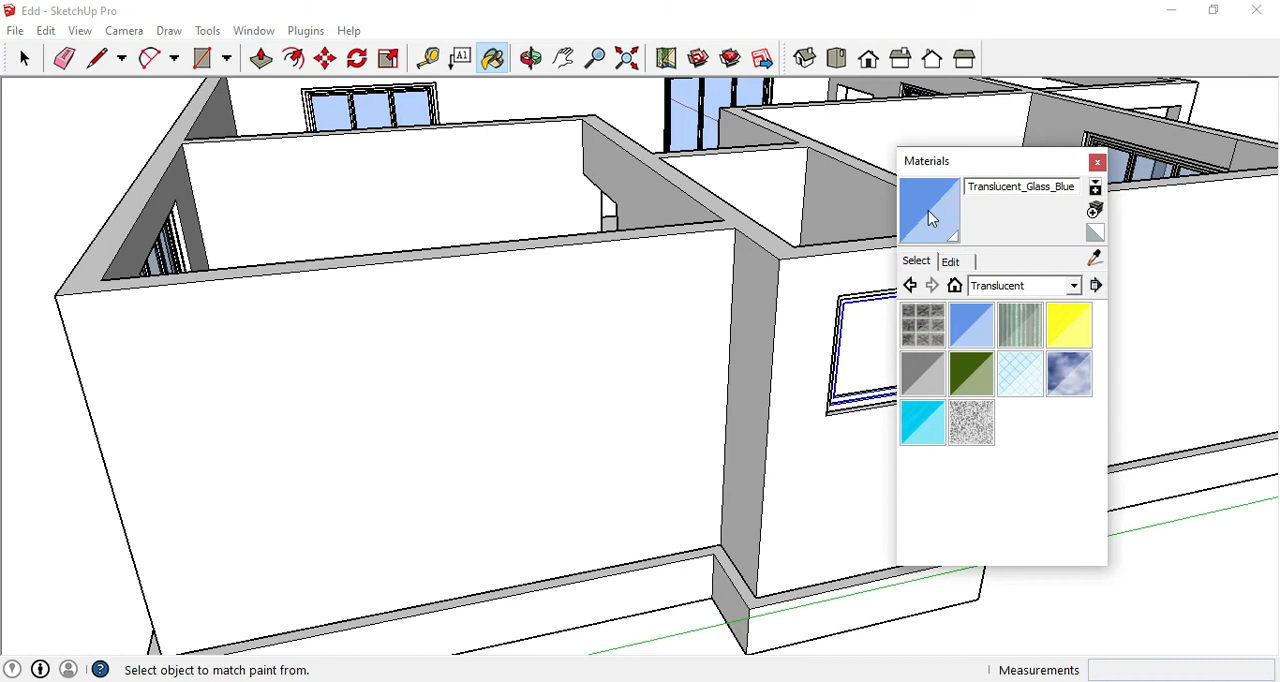 Edd - SketchUp Pro
File Edit View Camera Draw Tools Window Plugins Help
A1
Materials
Translucent_Glass_Blue
Select Edit
Translucent
Select object to match paint from.
Measurements